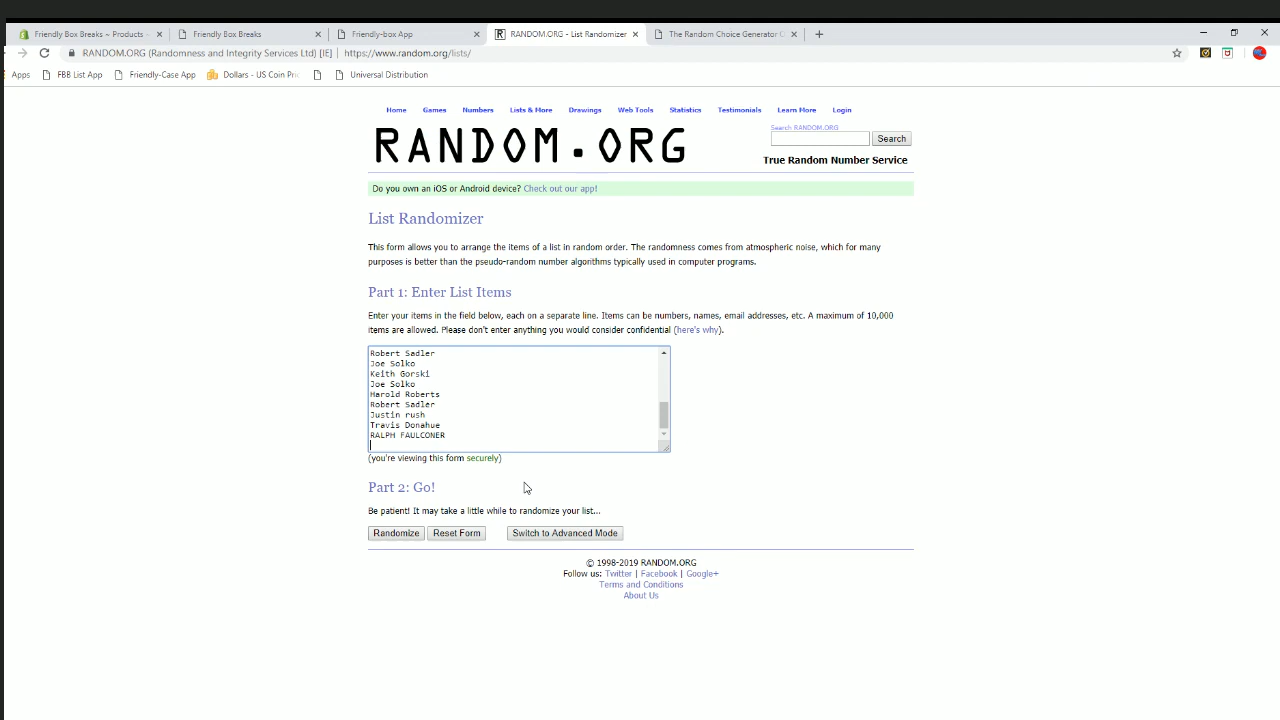 Friendly Box Breaks ~ Products ~
Friendly Box Breaks
Friendly-box App
RANDOM.ORG - List Randomizer
The Random Choice Generator
RANDOM.ORG (Randomness and Integrity Services Ltd) [IE] | https://www.random.org/lists/
Apps
FBB List App
Friendly-Case App
Dollars - US Coin Pric
Universal Distribution
Home Games Numbers Lists & More Drawings Web Tools Statistics Testimonials Learn More Login
RANDOM.ORG
Search RANDOM.ORG
Search
True Random Number Service
Do you own an iOS or Android device? Check out our app!
List Randomizer
This form allows you to arrange the items of a list in random order. The randomness comes from atmospheric noise, which for many
purposes is better than the pseudo-random number algorithms typically used in computer programs.
Part 1: Enter List Items
Enter your items in the field below, each on a separate line. Items can be numbers, names, email addresses, etc. A maximum of 10,000
items are allowed. Please don't enter anything you would consider confidential (here's why).
Robert Sadler
Joe Solko
Keith Gorski
Joe Solko
Harold Roberts
Robert Sadler
Justin rush
Travis Donahue
RALPH FAULCONER
(you're viewing this form securely)
Part 2: Go!
Be patient! It may take a little while to randomize your list...
Randomize Reset Form Switch to Advanced Mode
© 1998-2019 RANDOM.ORG
Follow us: Twitter | Facebook | Google+
Terms and Conditions
About Us